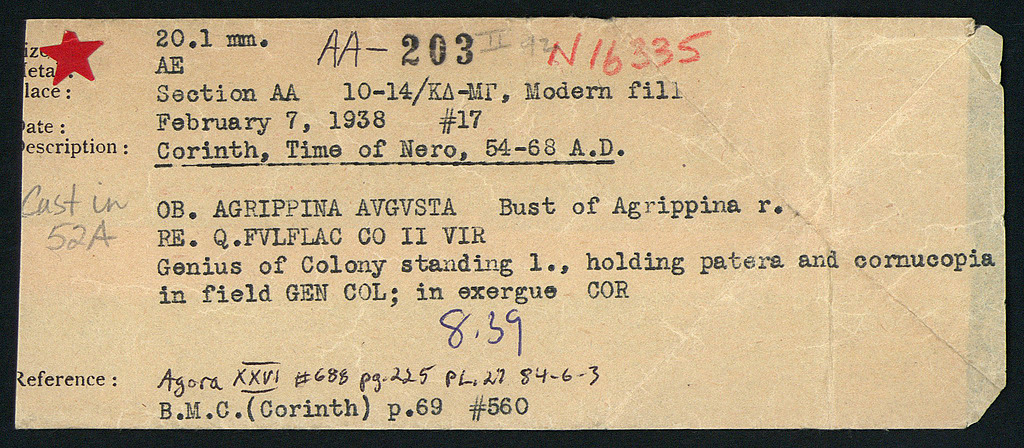 20.1 mm. AA-203 II N16335
AE
lace: Section AA 10-14/ΚΔ-ΜΓ, Modern fill
ate: February 7, 1938 #17
escription: Corinth, Time of Nero, 54-68 A.D.
Cast in
52A
OB. AGRIPPINA AVGVSTA Bust of Agrippina r.
RE. Q.FVLFLAC CO II VIR
Genius of Colony standing l., holding patera and cornucopia
in field GEN COL; in exergue COR
8.39
Reference: Agora XXVI #688 pg.225 PL.27 84-6-3
B.M.C.(Corinth) p.69 #560